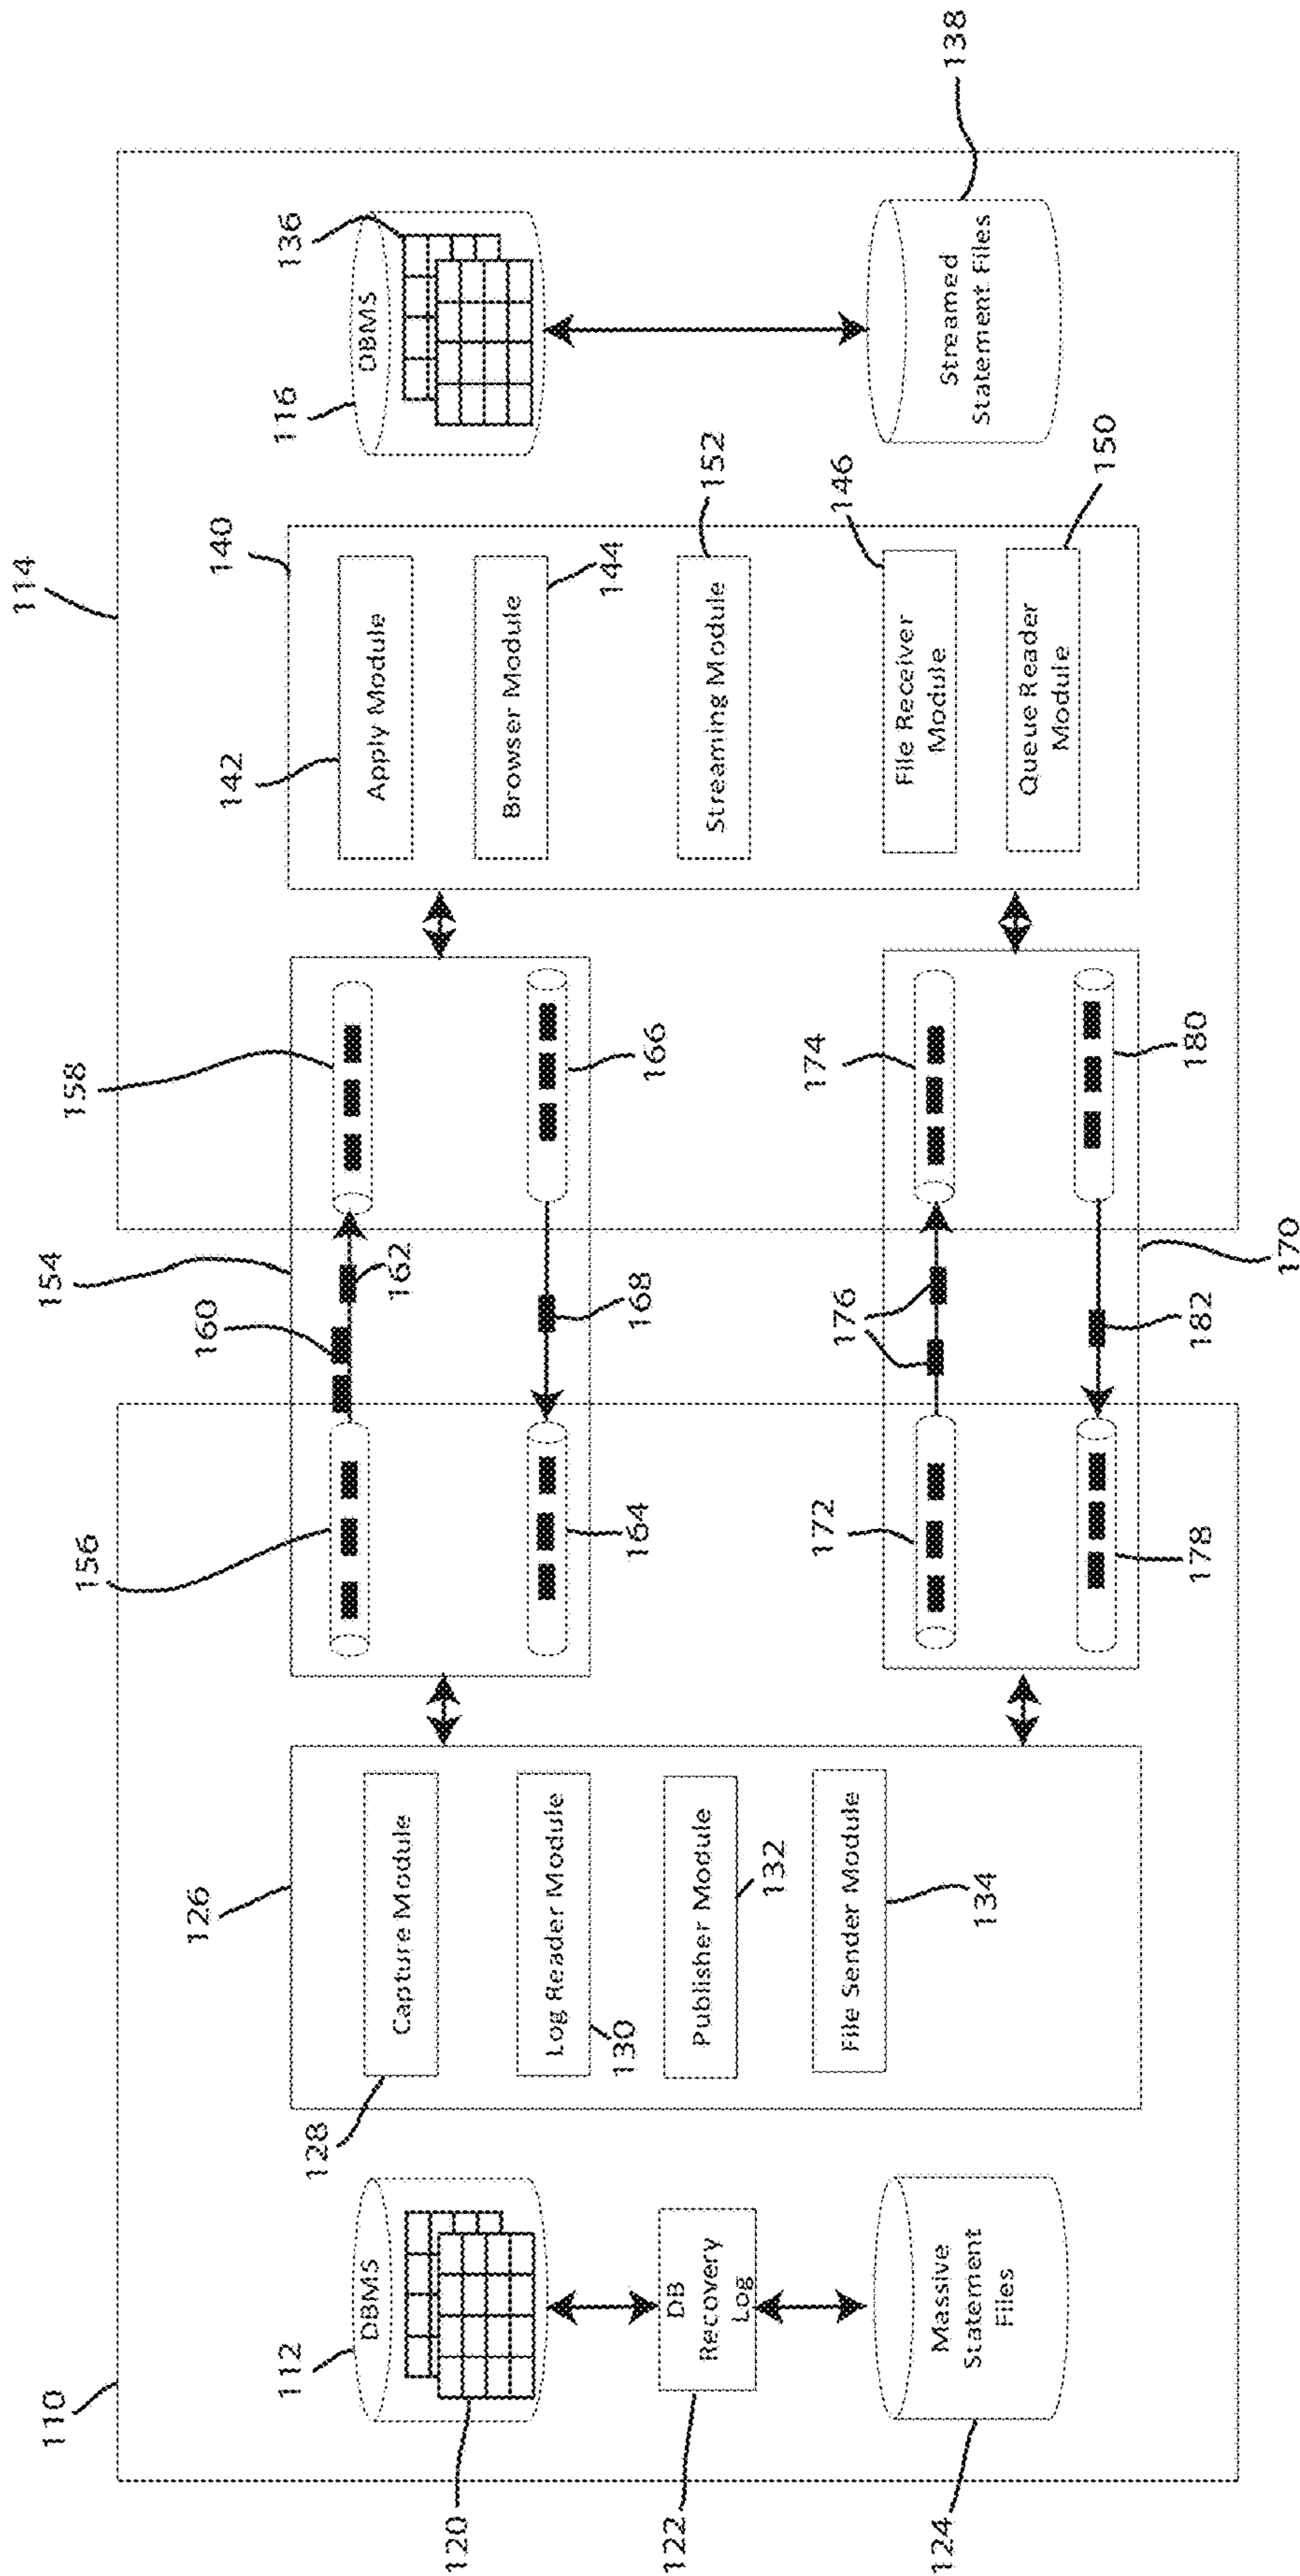 110
112
DBMS
120
122
DB
Recovery
Log
124
Massive
Statement
Files
126
128
Capture Module
Log Reader Module
130
Publisher Module
132
File Sender Module
134
154
156
158
160
162
164
166
168
170
172
174
176
178
180
182
114
140
142
Apply Module
Browser Module
144
Streaming Module
152
146
File Receiver
Module
Queue Reader
Module
150
116
DBMS
136
Streamed
Statement Files
138